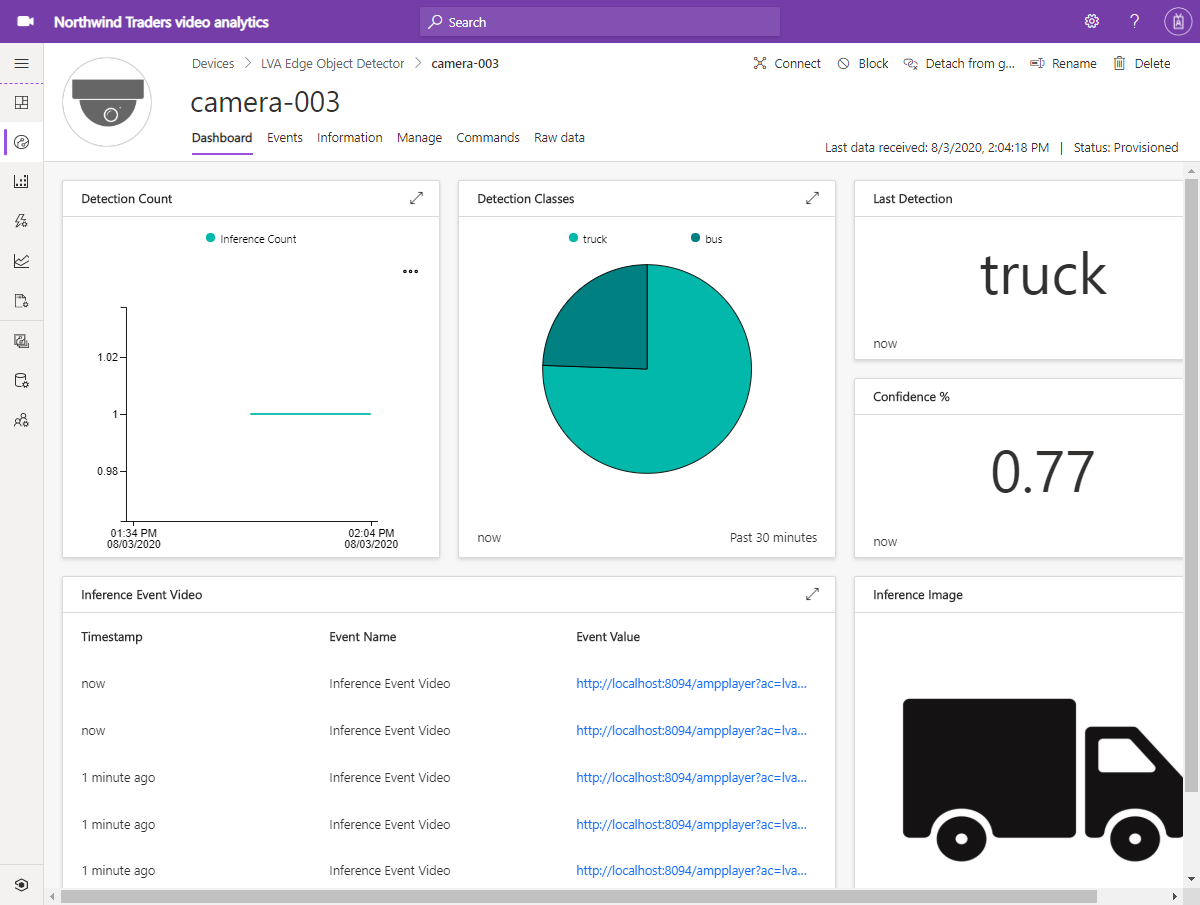 Northwind Traders video analytics
Search
?
Devices > LVA Edge Object Detector > camera-003
Connect
Block
Detach from g...
Rename
Delete
camera-003
Dashboard
Events
Information
Manage
Commands
Raw data
Last data received: 8/3/2020, 2:04:18 PM | Status: Provisioned
Detection Count
Inference Count
1.02
1
0.98
01:34 PM
08/03/2020
02:04 PM
08/03/2020
Detection Classes
truck
bus
now
Past 30 minutes
Last Detection
truck
now
Confidence %
0.77
now
Inference Event Video
Timestamp Event Name Event Value
now Inference Event Video http://localhost:8094/ampplayer?ac=lva...
now Inference Event Video http://localhost:8094/ampplayer?ac=lva...
1 minute ago Inference Event Video http://localhost:8094/ampplayer?ac=lva...
1 minute ago Inference Event Video http://localhost:8094/ampplayer?ac=lva...
1 minute ago Inference Event Video http://localhost:8094/ampplayer?ac=lva...
Inference Image